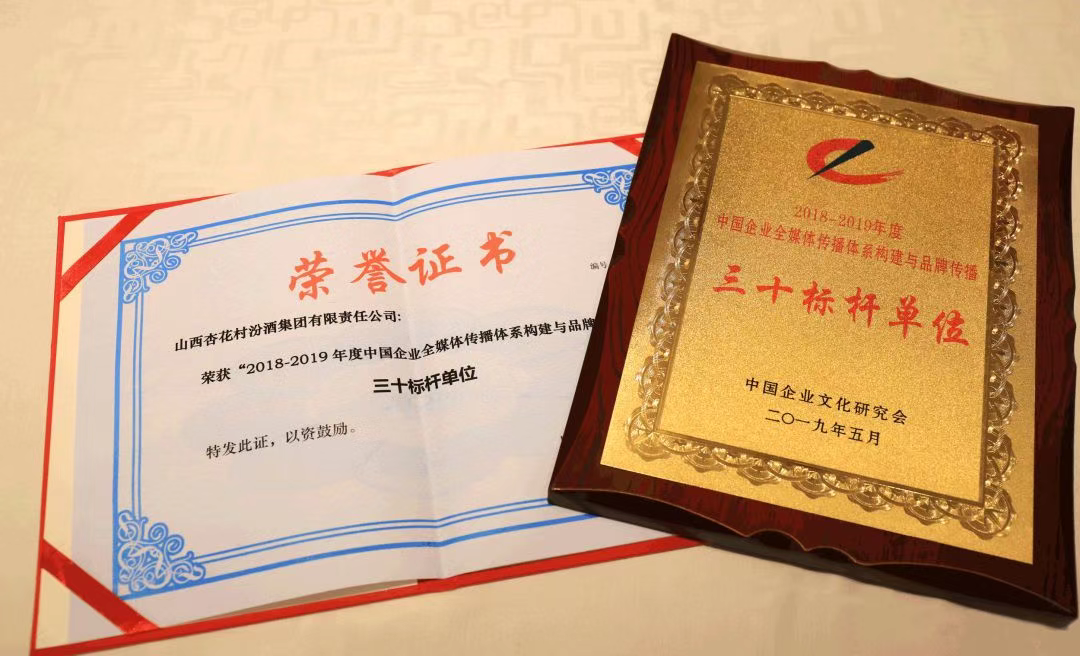 荣誉证书
编号
山西杏花村汾酒集团有限责任公司:
荣获“2018-2019 年度中国企业全媒体传播体系构建与品牌
三十标杆单位
特发此证，以资鼓励。
2018-2019年度
中国企业全媒体传播体系构建与品牌传播
三十标杆单位
中国企业文化研究会
二〇一九年五月